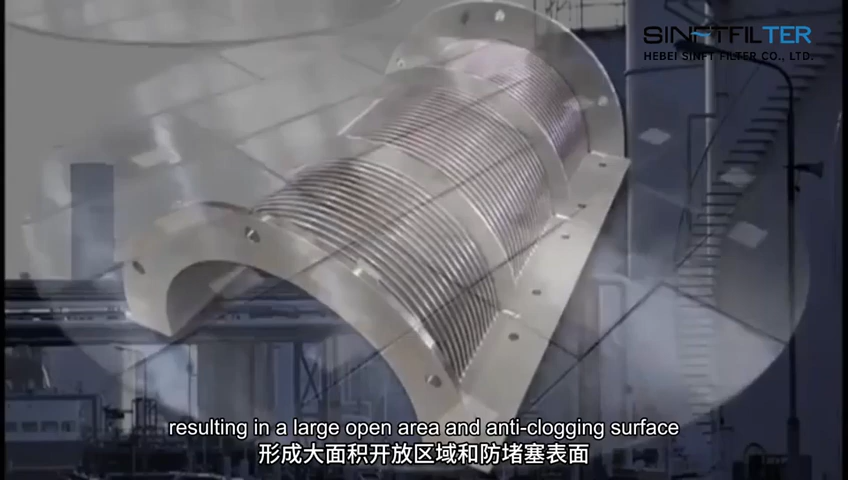 SINFTFILTER
HEBEI SINFT FILTER CO., LTD.
resulting in a large open area and anti-clogging surface
形成大面积开放区域和防堵塞表面